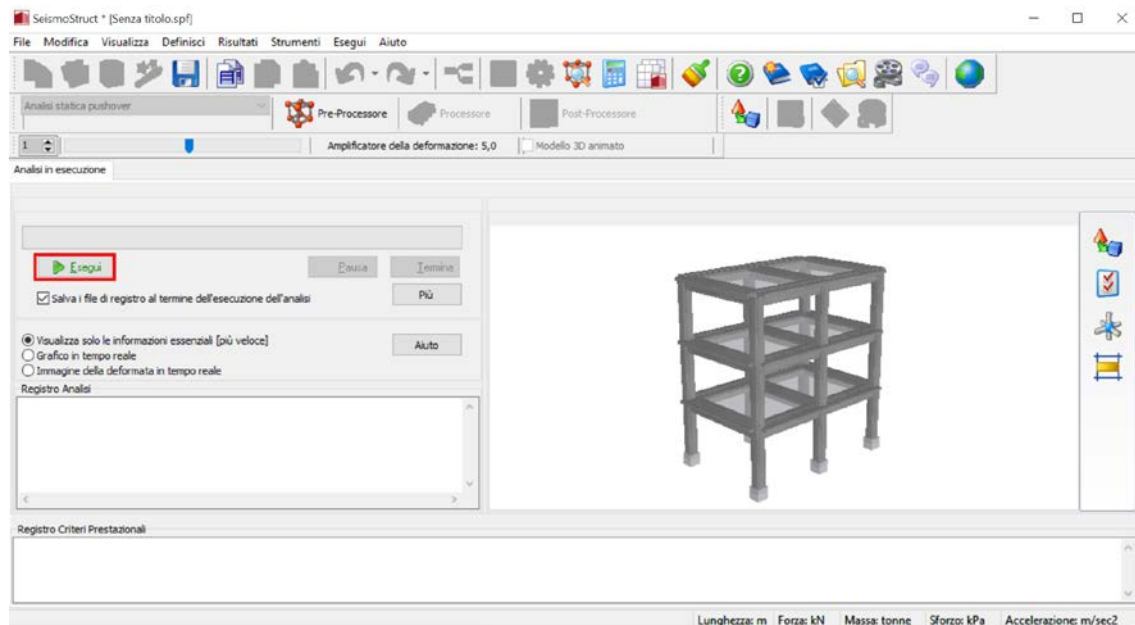 SeismoStruct * [Senza titolo.spf]
File Modifica Visualizza Definisci Risultati Strumenti Esegui Aiuto
Analisi statica pushover
Pre-Processore
Processore
Post-Processore
1
Amplificatore della deformazione: 5,0
Modello 3D animato
Analisi in esecuzione
Esegui
Pausa
Termina
Salva i file di registro al termine dell'esecuzione dell'analisi
Più
Visualizza solo le informazioni essenziali [più veloce]
Grafico in tempo reale
Immagine della deformata in tempo reale
Aiuto
Registro Analisi
Registro Criteri Prestazionali
Lunghezza: m Forza: kN Massa: tonne Sforzo: kPa Accelerazione: m/sec2